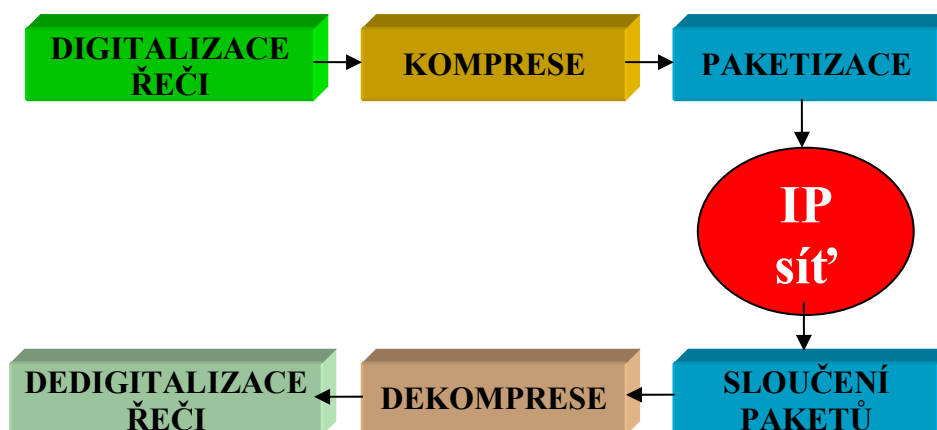 DIGITALIZACE
ŘEČI
KOMPRESE
PAKETIZACE
IP
síť
DEDIGITALIZACE
ŘEČI
DEKOMPRESE
SLOUČENÍ
PAKETŮ